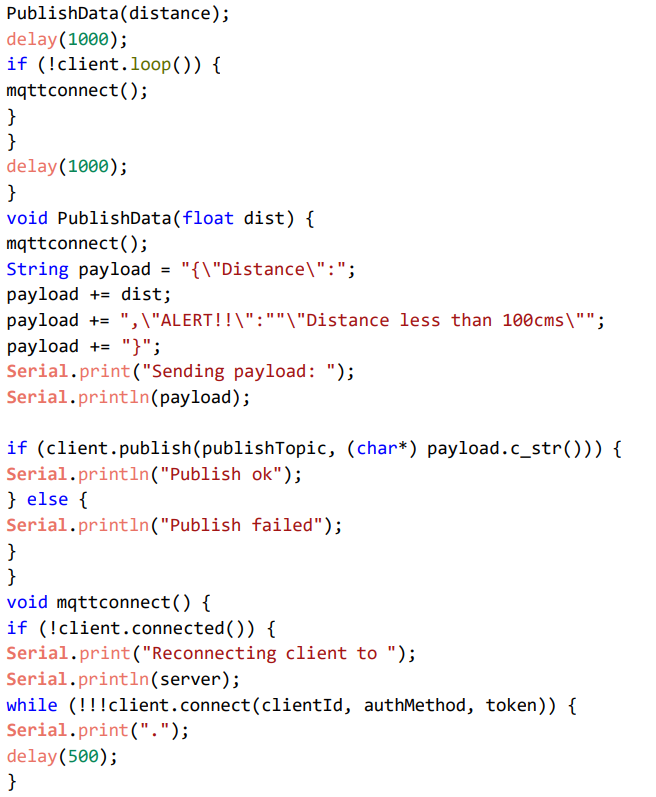 PublishData(distance);
delay(1000);
if (!client.loop()) {
mqttconnect();
}
}
delay(1000);
}
void PublishData(float dist) {
mqttconnect();
String payload = "{\"Distance\":";
payload += dist;
payload += ",\"ALERT!!\":""\"Distance less than 100cms\"";
payload += "}";
Serial.print("Sending payload: ");
Serial.println(payload);

if (client.publish(publishTopic, (char*) payload.c_str())) {
Serial.println("Publish ok");
} else {
Serial.println("Publish failed");
}
}
void mqttconnect() {
if (!client.connected()) {
Serial.print("Reconnecting client to ");
Serial.println(server);
while (!!!client.connect(clientId, authMethod, token)) {
Serial.print(".");
delay(500);
}